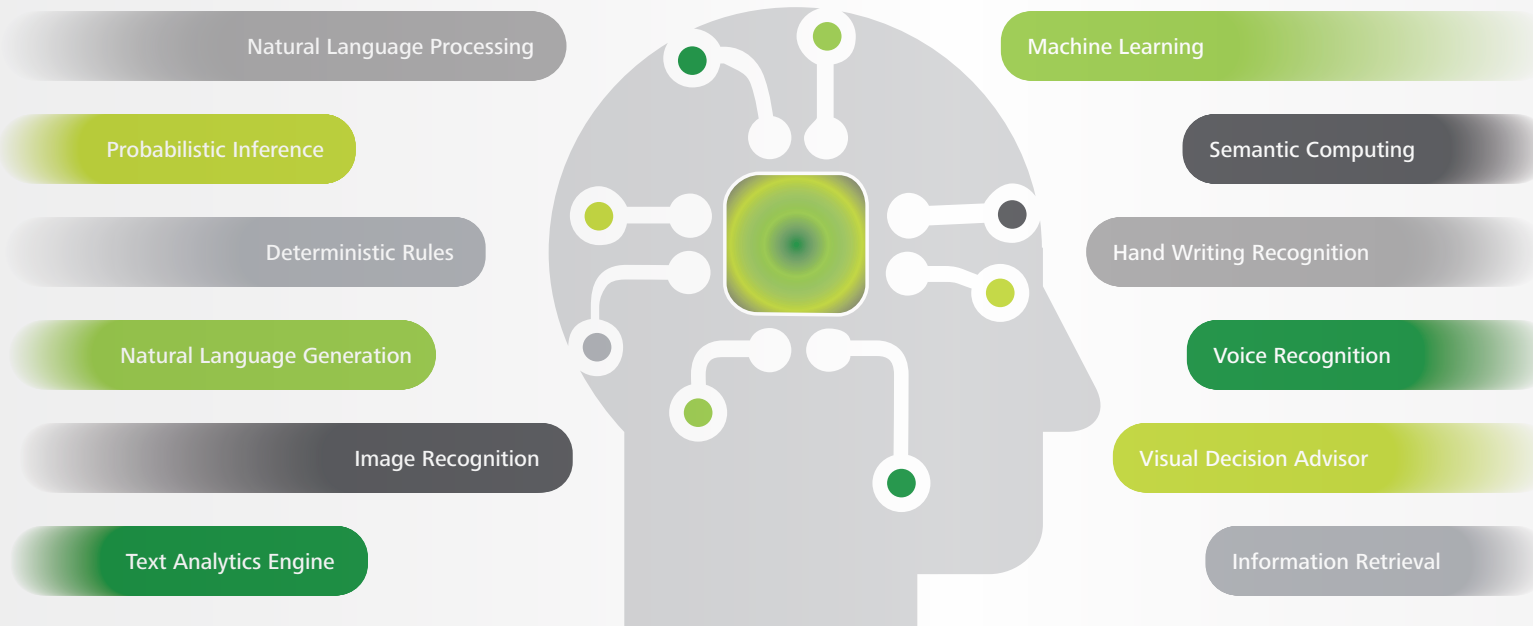 Natural Language Processing
Probabilistic Inference
Deterministic Rules
Natural Language Generation
Image Recognition
Text Analytics Engine
Machine Learning
Semantic Computing
Hand Writing Recognition
Voice Recognition
Visual Decision Advisor
Information Retrieval